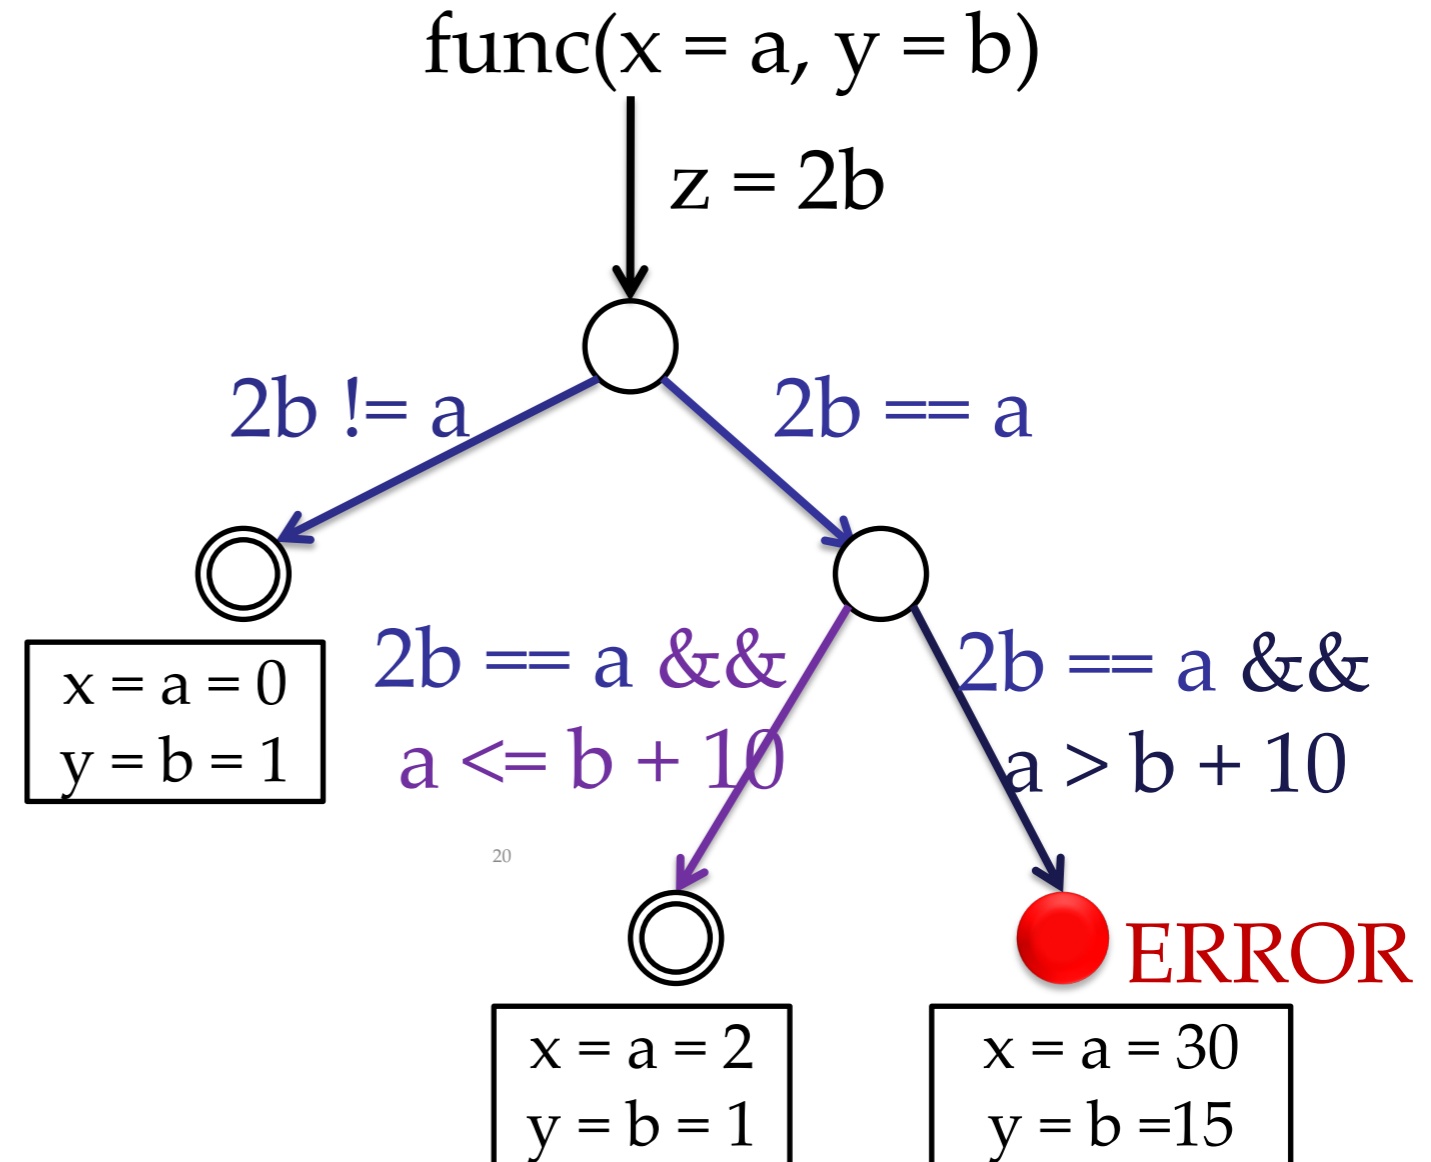 func(x = a, y = b)
z = 2b
2b != a
2b == a
2b == a &&
a <= b + 10
2b == a &&
a > b + 10
x = a = 0
y = b = 1
20
ERROR
x = a = 2
y = b = 1
x = a = 30
y = b =15